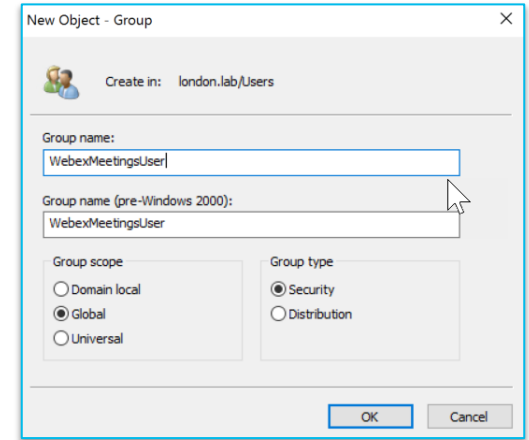 New Object - Group
Create in: london.lab/Users
Group name:
WebexMeetingsUser
Group name (pre-Windows 2000):
WebexMeetingsUser
Group scope
Group type
Domain local
Security
Global
Distribution
Universal
OK
Cancel